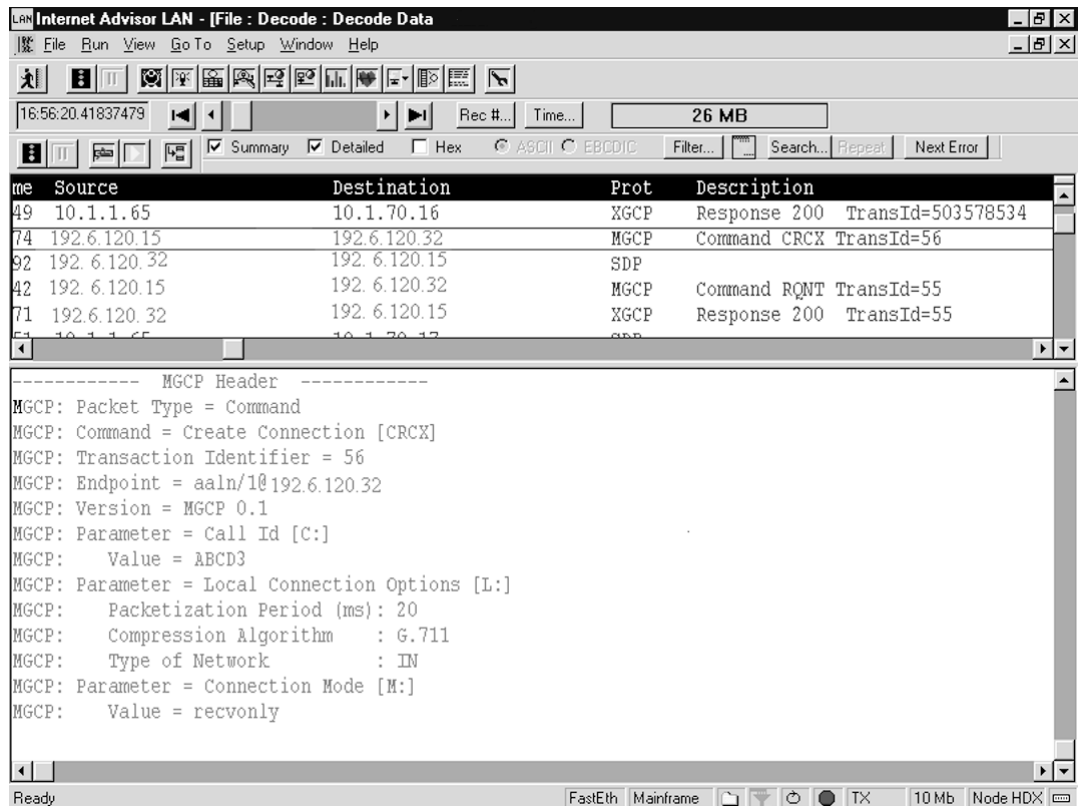 LAN Internet Advisor LAN - [File : Decode : Decode Data
File Run View Go To Setup Window Help
16:56:20.41837479 Rec #... Time... 26 MB
Summary Detailed Hex ASCII EBCDIC Filter... Search... Repeat Next Error
me Source Destination Prot Description
49 10.1.1.65 10.1.70.16 XGCP Response 200 TransId=503578534
74 192.6.120.15 192.6.120.32 MGCP Command CRCX TransId=56
92 192. 6.120. 32 192. 6.120.15 SDP
42 192. 6.120.15 192.6.120.32 MGCP Command RQNT TransId=55
71 192.6.120. 32 192. 6.120.15 XGCP Response 200 TransId=55
------------ MGCP Header ------------
MGCP: Packet Type = Command
MGCP: Command = Create Connection [CRCX]
MGCP: Transaction Identifier = 56
MGCP: Endpoint = aaln/1@192.6.120.32
MGCP: Version = MGCP 0.1
MGCP: Parameter = Call Id [C:]
MGCP: Value = ABCD3
MGCP: Parameter = Local Connection Options [L:]
MGCP: Packetization Period (ms): 20
MGCP: Compression Algorithm : G.711
MGCP: Type of Network : IN
MGCP: Parameter = Connection Mode [M:]
MGCP: Value = recvonly
Ready FastEth Mainframe TX 10 Mb Node HDX